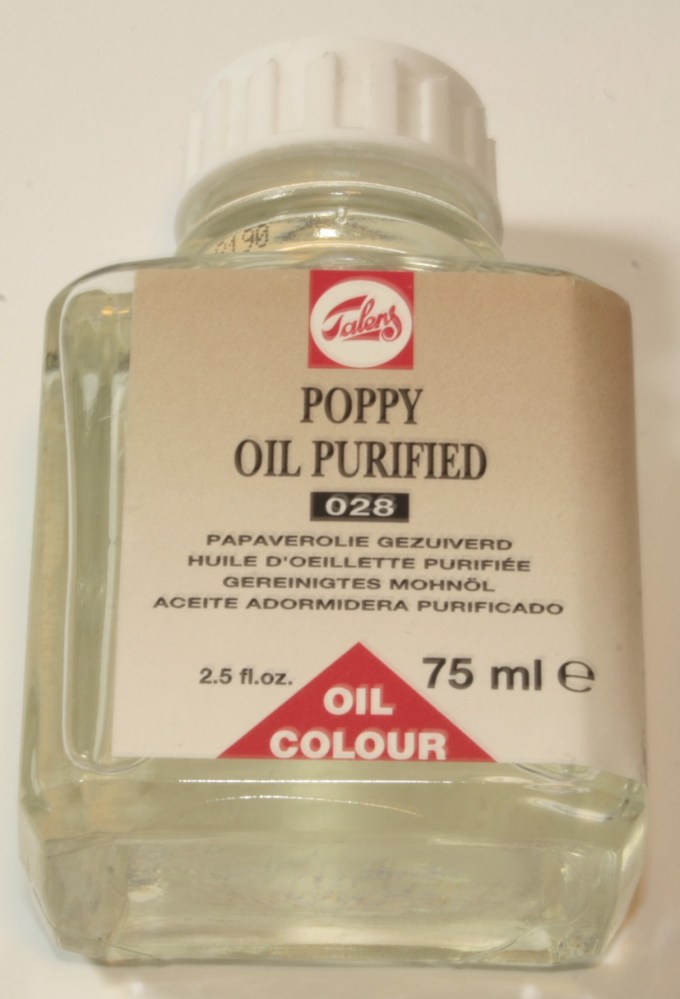 Talens
POPPY
OIL PURIFIED
028
PAPAVEROLIE GEZUIVERD
HUILE D'OEILLETTE PURIFIÉE
GEREINIGTES MOHNÖL
ACEITE ADORMIDERA PURIFICADO
2.5 fl.oz. 75 ml ℮
OIL
COLOUR